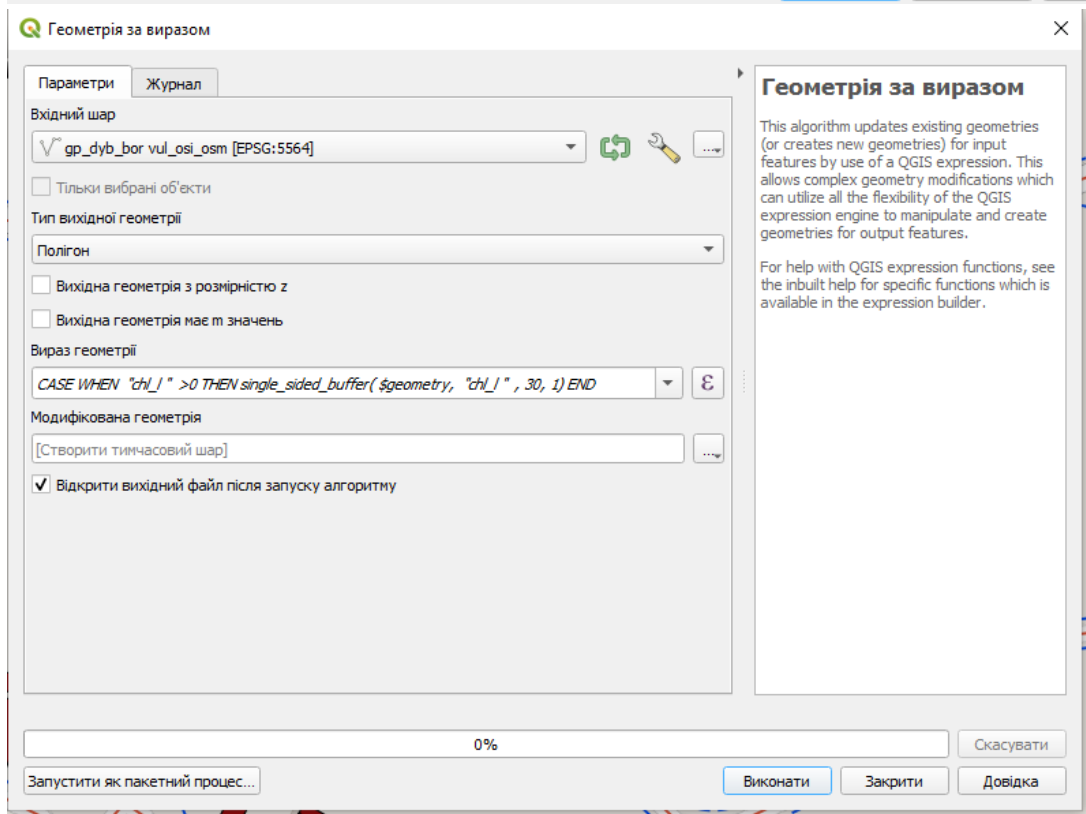 Геометрія за виразом
Параметри
Журнал
Вхідний шар
gp_dyb_bor vul_osi_osm [EPSG:5564]
Тільки вибрані об'єкти
Тип вихідної геометрії
Полігон
Вихідна геометрія з розмірністю z
Вихідна геометрія має m значень
Вираз геометрії
CASE WHEN "chl_l" >0 THEN single_sided_buffer( $geometry, "chl_l" , 30, 1) END
ε
Модифікована геометрія
[Створити тимчасовий шар]
...
Відкрити вихідний файл після запуску алгоритму
Геометрія за виразом
This algorithm updates existing geometries
(or creates new geometries) for input
features by use of a QGIS expression. This
allows complex geometry modifications which
can utilize all the flexibility of the QGIS
expression engine to manipulate and create
geometries for output features.
For help with QGIS expression functions, see
the inbuilt help for specific functions which is
available in the expression builder.
0%
Скасувати
Запустити як пакетний процес...
Виконати
Закрити
Довідка